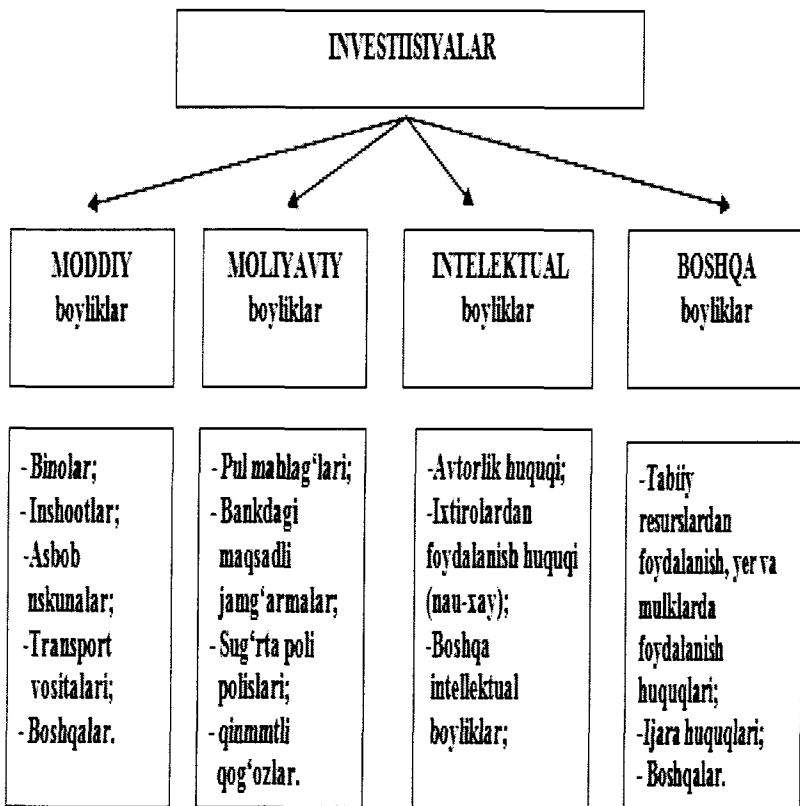 INVESTIISIYALAR
MODDIY
boyliklar
MOLIYAVIY
boyliklar
INTELEKTUAL
boyliklar
BOSHQA
boyliklar
- Binolar;
- Inshootlar;
-Asbob
nskunalar;
-Transport
vositalari;
- Boshqalar.
- Pul mablag‘lari;
- Bankdagi
maqsadli
jamg‘armalar;
- Sug‘rta poli
polislari;
- qinmmtli
qog‘ozlar.
-Avtorlik huquqi;
-Ixtirolardan
foydalanish huquqi
(nau-xay);
-Boshqa
intellektual
boyliklar;
-Tabiiy
resurslardan
foydalanish, yer va
mulklarda
foydalanish
huquqlari;
-Ijara huquqlari;
- Boshqalar.